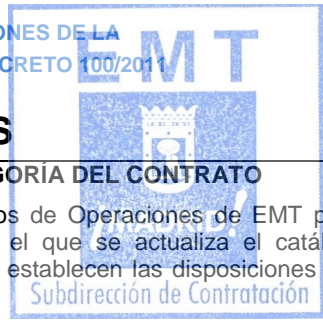 ONES DE LA
CRETO 100/2011
EMT
S
GORÍA DEL CONTRATO
os de Operaciones de EMT p
el que se actualiza el catál
¡MADRID!
establecen las disposiciones
Subdirección de Contratación